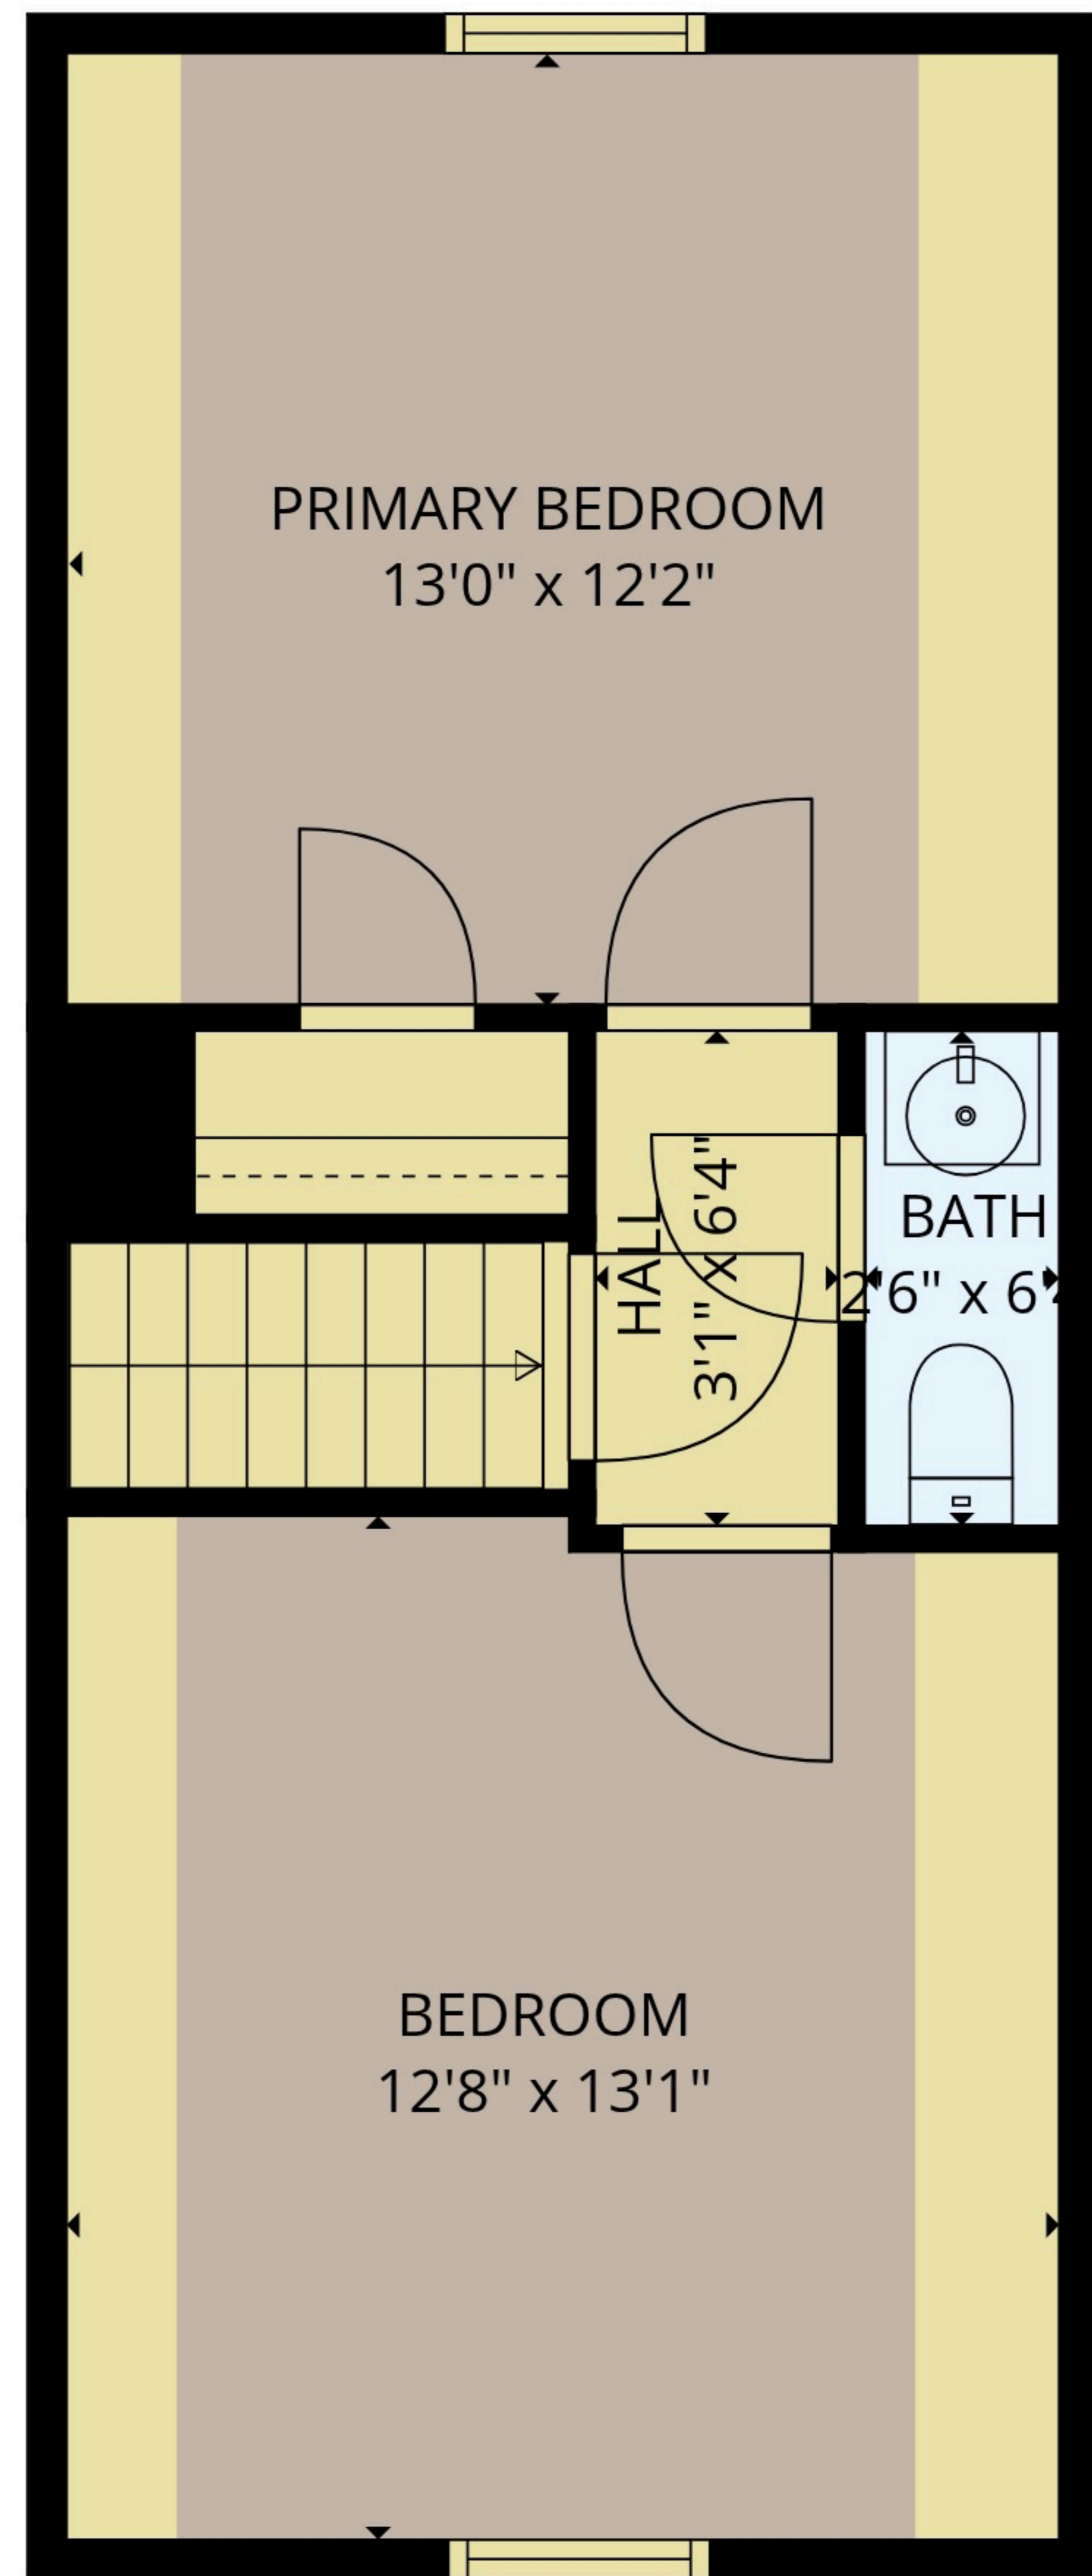 PRIMARY BEDROOM
13'0" x 12'2"
HALL
3'1" x 6'4"
BATH
2'6" x 6'
BEDROOM
12'8" x 13'1"